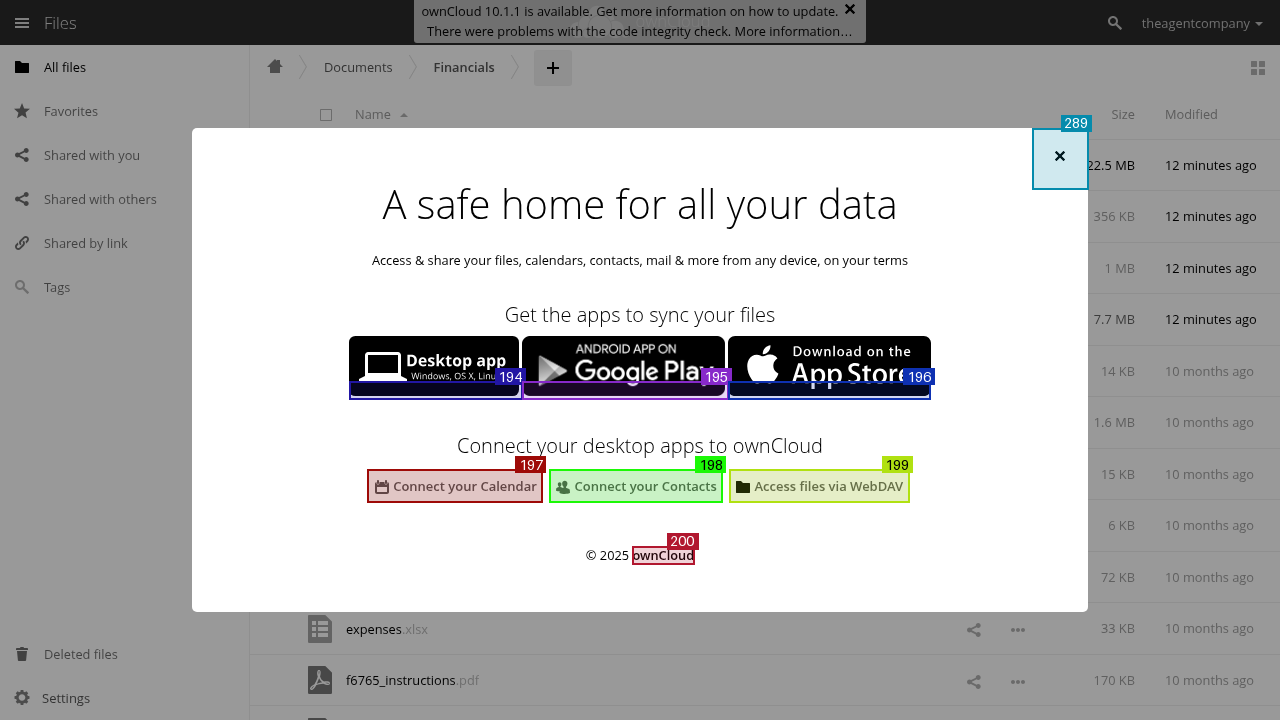 Files
ownCloud 10.1.1 is available. Get more information on how to update.
There were problems with the code integrity check. More information…
theagentcompany
All files
Documents
Financials
Favorites
Name
Size
Modified
289
Shared with you
22.5 MB
12 minutes ago
Shared with others
A safe home for all your data
356 KB
12 minutes ago
Shared by link
Access & share your files, calendars, contacts, mail & more from any device, on your terms
1 MB
12 minutes ago
Tags
Get the apps to sync your files
7.7 MB
12 minutes ago
Desktop app
Windows, OS X, Linu
194
ANDROID APP ON
Google Play
195
Download on the
App Store
196
14 KB
10 months ago
1.6 MB
10 months ago
Connect your desktop apps to ownCloud
197
198
199
15 KB
10 months ago
Connect your Calendar
Connect your Contacts
Access files via WebDAV
6 KB
10 months ago
200
© 2025 ownCloud
72 KB
10 months ago
expenses.xlsx
33 KB
10 months ago
Deleted files
f6765_instructions.pdf
170 KB
10 months ago
Settings